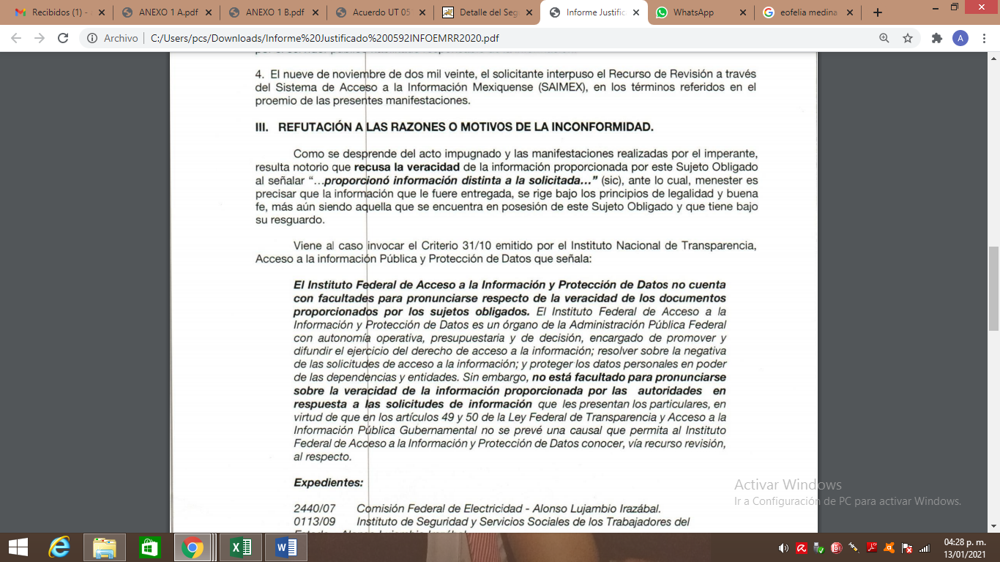 Recibidos (1) -
ANEXO 1 A.pdf
ANEXO 1 B.pdf
Acuerdo UT 05
Detalle del Seg
Informe Justific
WhatsApp
eofelia medina
Archivo
C:/Users/pcs/Downloads/Informe%20Justificado%200592INFOEMRR2020.pdf
A
4. El nueve de noviembre de dos mil veinte, el solicitante interpuso el Recurso de Revisión a través
del Sistema de Acceso a la Información Mexiquense (SAIMEX), en los términos referidos en el
proemio de las presentes manifestaciones.
III. REFUTACIÓN A LAS RAZONES O MOTIVOS DE LA INCONFORMIDAD.
Como se desprende del acto impugnado y las manifestaciones realizadas por el imperante,
resulta notorio que recusa la veracidad de la información proporcionada por este Sujeto Obligado
al señalar “…proporcionó información distinta a la solicitada…” (sic), ante lo cual, menester es
precisar que la información que le fuere entregada, se rige bajo los principios de legalidad y buena
fe, más aún siendo aquella que se encuentra en posesión de este Sujeto Obligado y que tiene bajo
su resguardo.
Viene al caso invocar el Criterio 31/10 emitido por el Instituto Nacional de Transparencia,
Acceso a la información Pública y Protección de Datos que señala:
El Instituto Federal de Acceso a la Información y Protección de Datos no cuenta
con facultades para pronunciarse respecto de la veracidad de los documentos
proporcionados por los sujetos obligados. El Instituto Federal de Acceso a la
Información y Protección de Datos es un órgano de la Administración Pública Federal
con autonomía operativa, presupuestaria y de decisión, encargado de promover y
difundir el ejercicio del derecho de acceso a la información; resolver sobre la negativa
de las solicitudes de acceso a la información; y proteger los datos personales en poder
de las dependencias y entidades. Sin embargo, no está facultado para pronunciarse
sobre la veracidad de la información proporcionada por las autoridades en
respuesta a las solicitudes de información que les presentan los particulares, en
virtud de que en los artículos 49 y 50 de la Ley Federal de Transparencia y Acceso a la
Información Pública Gubernamental no se prevé una causal que permita al Instituto
Federal de Acceso a la Información y Protección de Datos conocer, vía recurso revisión,
al respecto.
Expedientes:
2440/07 Comisión Federal de Electricidad - Alonso Lujambio Irazábal.
0113/09 Instituto de Seguridad y Servicios Sociales de los Trabajadores del
Activar Windows
Ir a Configuración de PC para activar Windows.
04:28 p. m.
13/01/2021